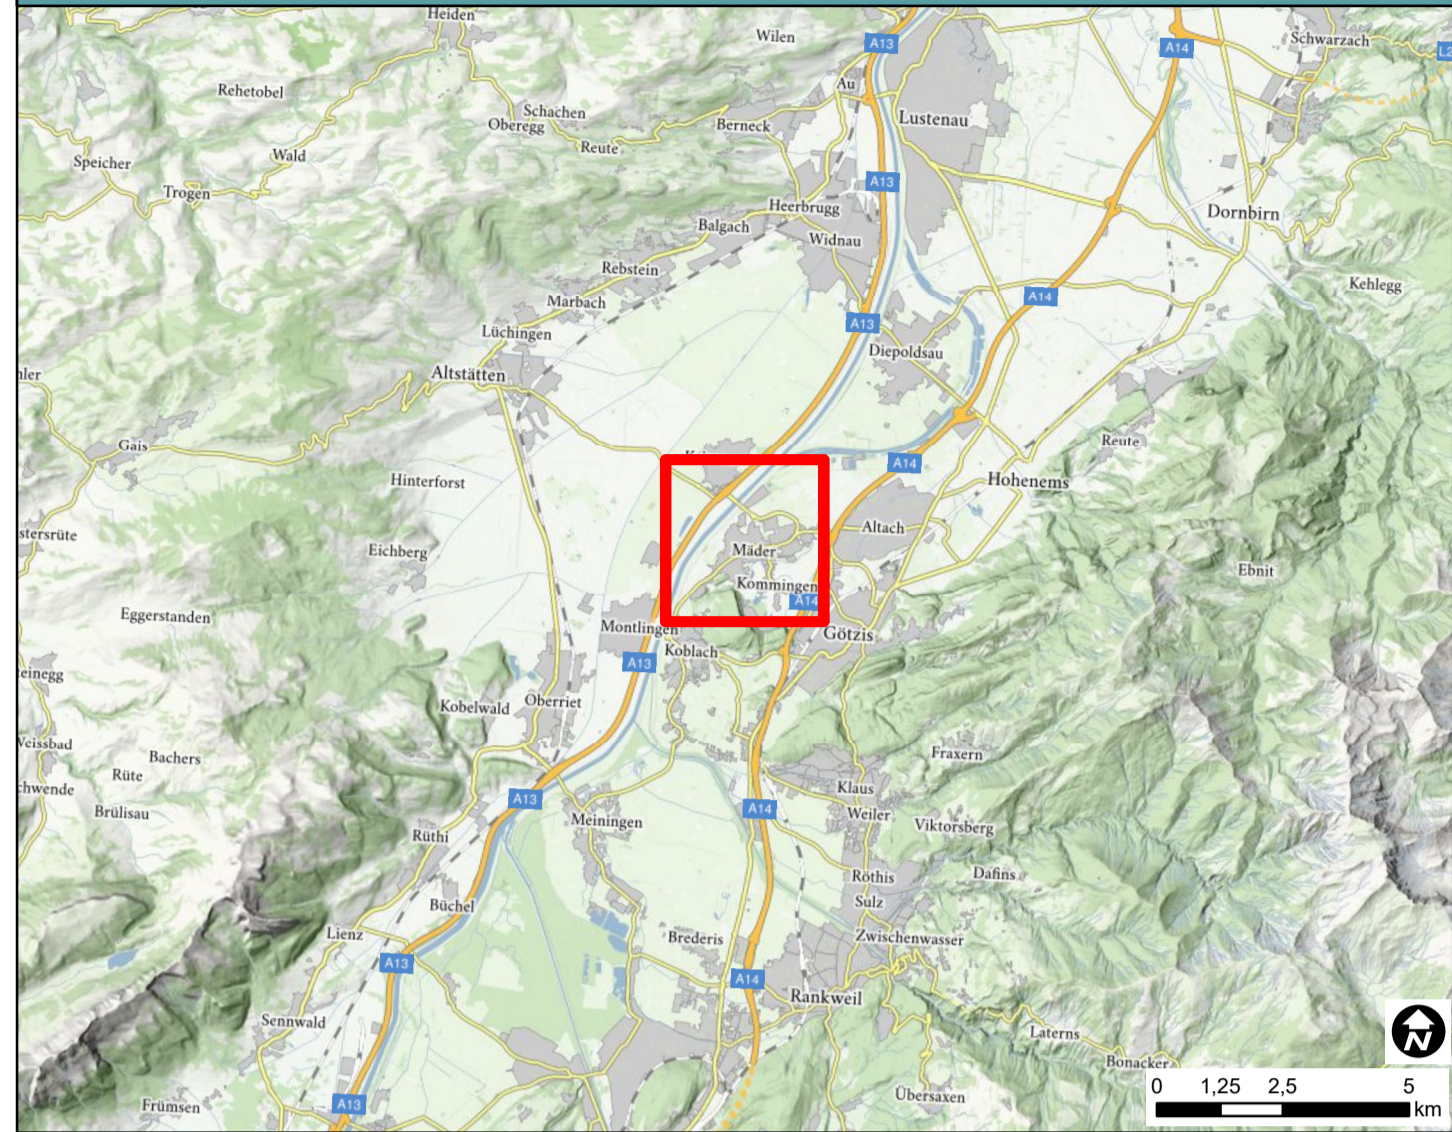 Heiden
Wilen
A13
A14
Schwarzach
Rehetobel
Au
Schachen
Oberegg
Berneck
Lustenau
Reute
Wald
Speicher
Trogen
A13
Heerbrugg
Balgach
Widnau
Dornbirn
Rebstein
Kehlegg
Marbach
A14
Lüchingen
A13
Diepoldsau
Altstätten
Gais
Reute
A14
Hinterforst
Hohenems
Altach
Eichberg
Mäder
Ebnit
Kommingen
A14
Eggerstanden
Montlingen
Götzis
Koblach
A13
Kobelwald
Oberriet
Bachers
Fraxern
Rüte
Klaus
A13
A14
Brülisau
Weiler
Meiningen
Viktorsberg
Rüthi
Röthis
Dafins
Büchel
Sulz
Lienz
Brederis
Zwischenwasser
A13
A14
Rankweil
Sennwald
Laterns
Bonacker
Übersaxen
Frümsen
A13
N
0 1,25 2,5 5
km